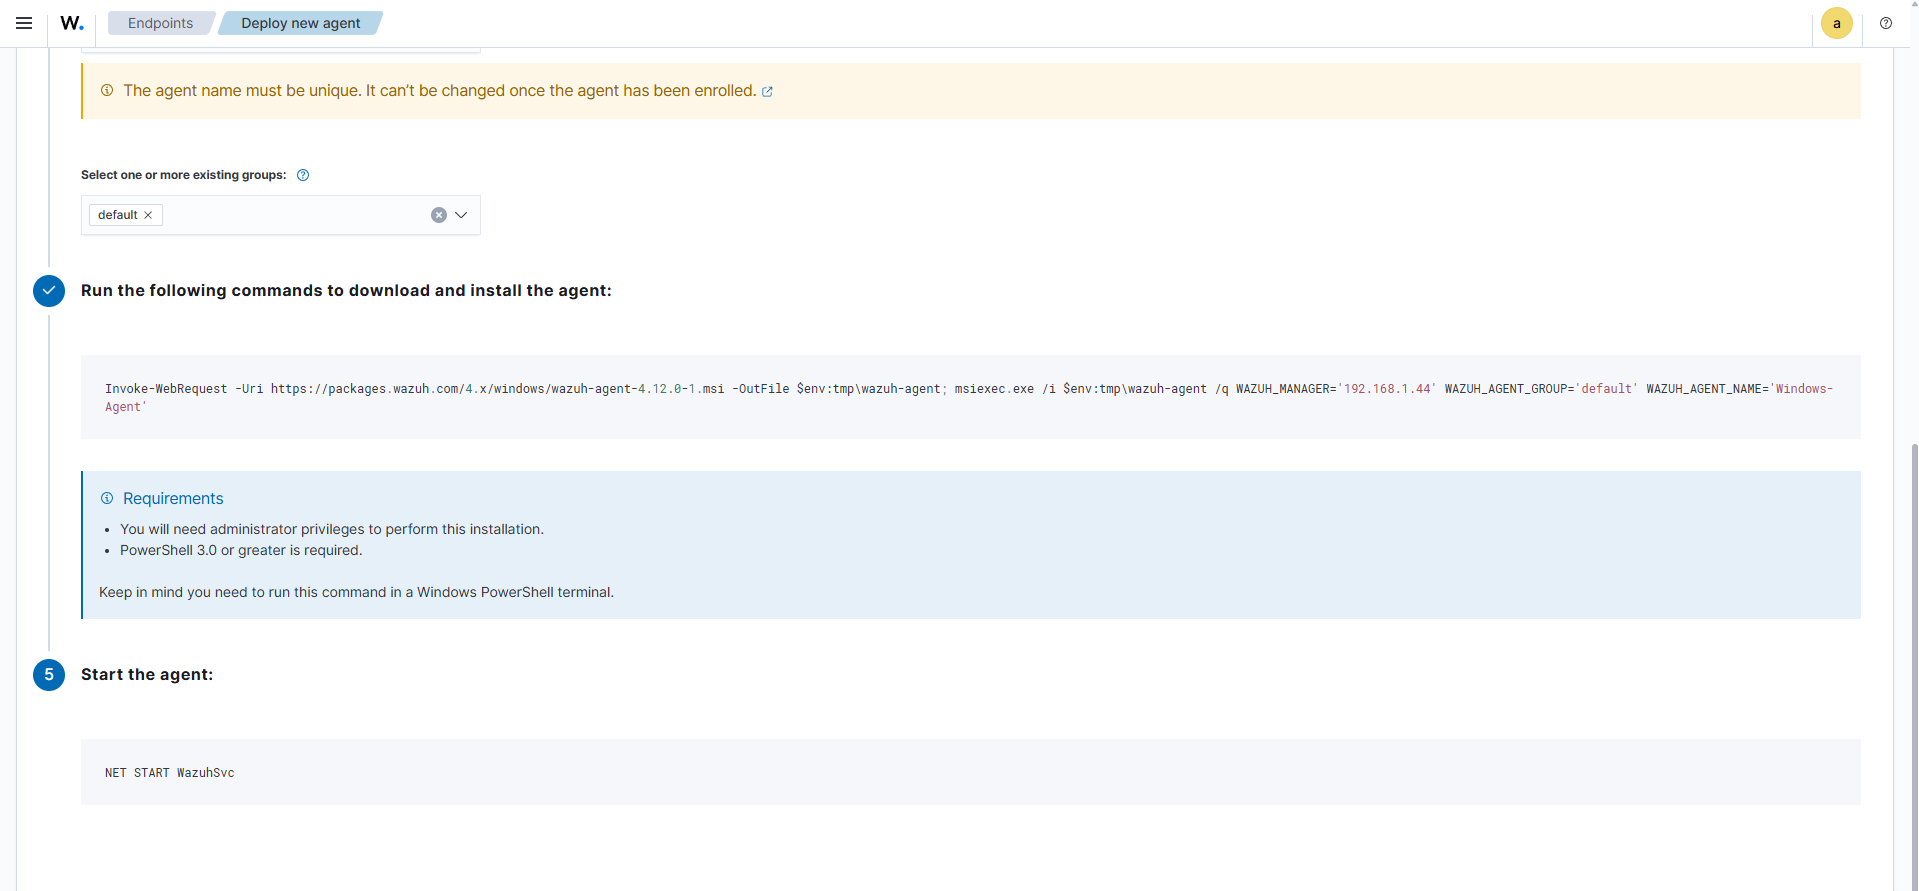 W.
Endpoints
Deploy new agent
a
The agent name must be unique. It can’t be changed once the agent has been enrolled.
Select one or more existing groups:
default
Run the following commands to download and install the agent:
Invoke-WebRequest -Uri https://packages.wazuh.com/4.x/windows/wazuh-agent-4.12.0-1.msi -OutFile $env:tmp\wazuh-agent; msiexec.exe /i $env:tmp\wazuh-agent /q WAZUH_MANAGER='192.168.1.44' WAZUH_AGENT_GROUP='default' WAZUH_AGENT_NAME='Windows-
Agent'
Requirements
• You will need administrator privileges to perform this installation.
• PowerShell 3.0 or greater is required.
Keep in mind you need to run this command in a Windows PowerShell terminal.
5
Start the agent:
NET START WazuhSvc